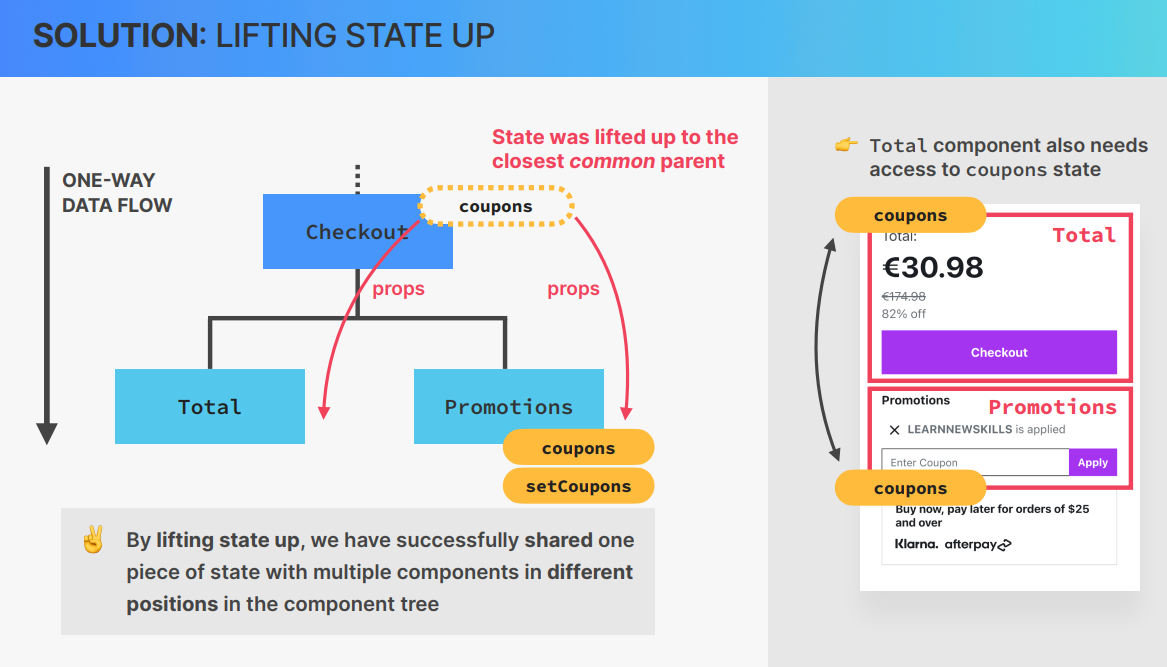 SOLUTION: LIFTING STATE UP
ONE-WAY
DATA FLOW
State was lifted up to the
closest common parent
coupons
Checkout
props
props
Total
Promotions
coupons
setCoupons
By lifting state up, we have successfully shared one
piece of state with multiple components in different
positions in the component tree
Total component also needs
access to coupons state
coupons
Total:
Total
€30.98
€174.98
82% off
Checkout
Promotions
Promotions
LEARNNEWSKILLS is applied
Enter Coupon
Apply
coupons
Buy now, pay later for orders of $25
and over
Klarna. afterpay